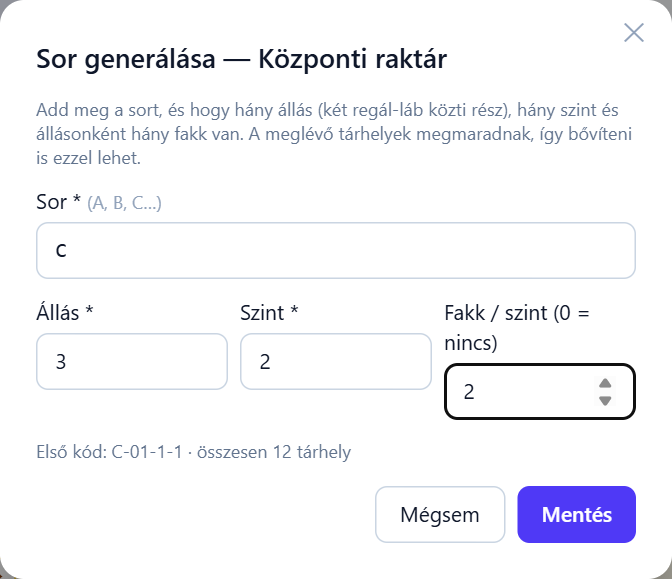 Sor generálása — Központi raktár
Add meg a sort, és hogy hány állás (két regál-láb közti rész), hány szint és
állásonként hány fakk van. A meglévő tárhelyek megmaradnak, így bővíteni
is ezzel lehet.
Sor * (A, B, C…)
C
Állás *
3
Szint *
2
Fakk / szint (0 =
nincs)
2
Első kód: C-01-1-1 · összesen 12 tárhely
Mégsem
Mentés